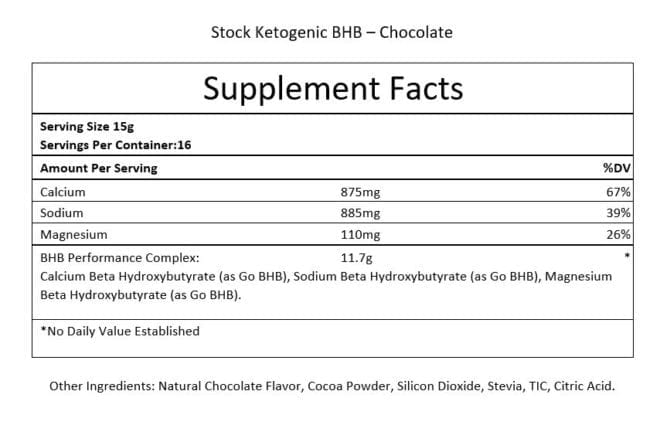 Stock Ketogenic BHB – Chocolate
Supplement Facts
Serving Size 15g
Servings Per Container:16
Amount Per Serving %DV
Calcium 875mg 67%
Sodium 885mg 39%
Magnesium 110mg 26%
BHB Performance Complex: 11.7g *
Calcium Beta Hydroxybutyrate (as Go BHB), Sodium Beta Hydroxybutyrate (as Go BHB), Magnesium
Beta Hydroxybutyrate (as Go BHB).
*No Daily Value Established
Other Ingredients: Natural Chocolate Flavor, Cocoa Powder, Silicon Dioxide, Stevia, TIC, Citric Acid.